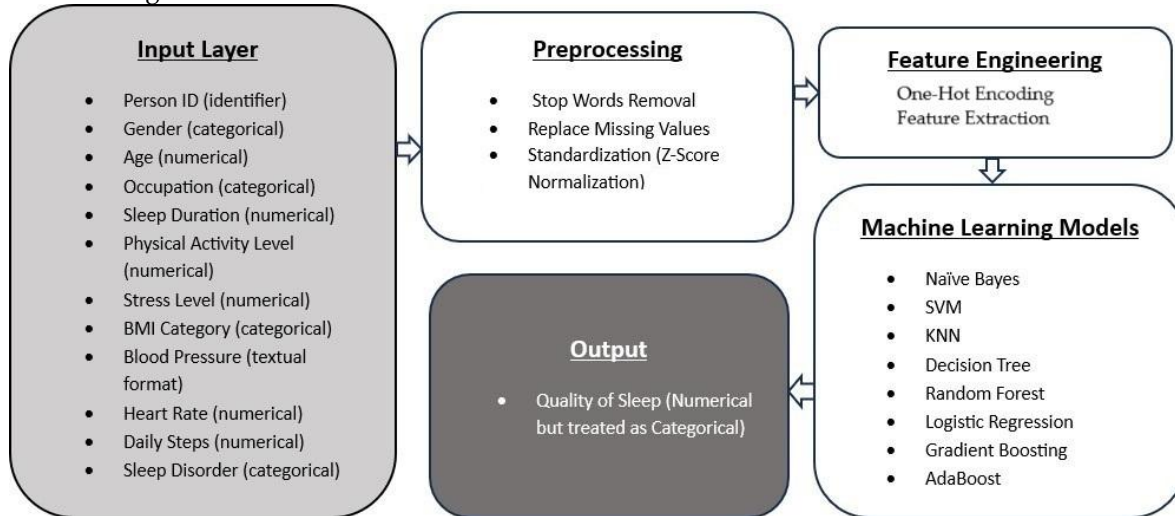 Input Layer
• Person ID (identifier)
• Gender (categorical)
• Age (numerical)
• Occupation (categorical)
• Sleep Duration (numerical)
• Physical Activity Level
(numerical)
• Stress Level (numerical)
• BMI Category (categorical)
• Blood Pressure (textual
format)
• Heart Rate (numerical)
• Daily Steps (numerical)
• Sleep Disorder (categorical)
Preprocessing
• Stop Words Removal
• Replace Missing Values
• Standardization (Z-Score
Normalization)
Feature Engineering
One-Hot Encoding
Feature Extraction
Machine Learning Models
• Naïve Bayes
• SVM
• KNN
• Decision Tree
• Random Forest
• Logistic Regression
• Gradient Boosting
• AdaBoost
Output
• Quality of Sleep (Numerical
but treated as Categorical)